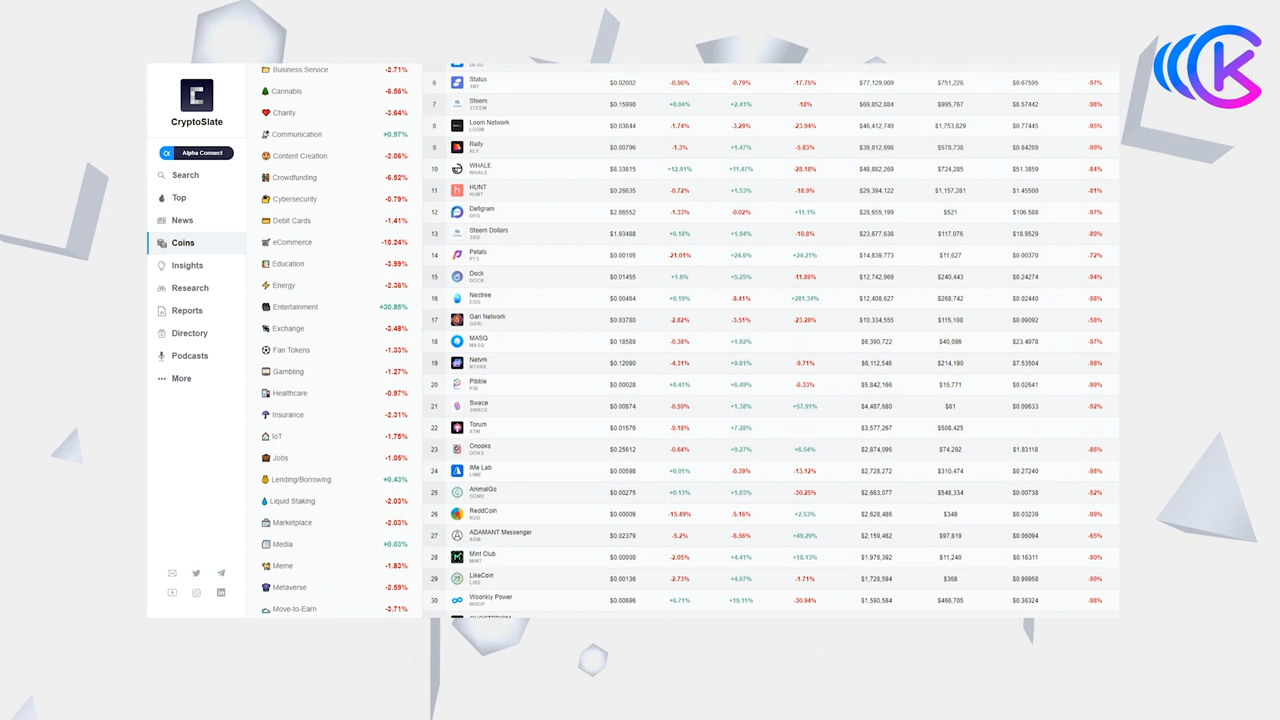 CryptoSlate
Alpha Connect
Search
Top
News
Coins
Insights
Research
Reports
Directory
Podcasts
More
Business Service -2.71%
Cannabis -6.56%
Charity -3.64%
Communication +0.97%
Content Creation -2.06%
Crowdfunding -6.52%
Cybersecurity -0.79%
Debit Cards -1.41%
eCommerce -10.24%
Education -3.99%
Energy -2.36%
Entertainment +30.85%
Exchange -3.48%
Fan Tokens -1.33%
Gambling -1.27%
Healthcare -0.97%
Insurance -2.31%
IoT -1.75%
Jobs -1.05%
Lending/Borrowing +0.43%
Liquid Staking -2.03%
Marketplace -2.03%
Media +0.03%
Meme -1.83%
Metaverse -2.59%
Move-to-Earn -3.71%
6 Status $0.02002 -0.56% -0.79% -17.75% $77,129,009 $751,226 $0.67595 -97%
SNT
7 Steem $0.15990 +0.04% +2.41% -18% $69,852,884 $995,767 $8.57442 -98%
STEEM
8 Loom Network $0.03844 -1.74% -3.29% -23.94% $46,412,740 $1,753,829 $0.77445 -95%
LOOM
9 Rally $0.00796 -1.3% +1.47% -5.83% $39,812,696 $578,738 $0.84289 -99%
RLY
10 WHALE $8.33815 +12.91% +11.47% -28.18% $48,882,269 $724,285 $51.3859 -84%
WHALE
11 HUNT $0.26635 -0.72% +1.53% -18.9% $29,394,122 $1,157,281 $1.45500 -81%
HUNT
12 Defigram $2.86552 -1.33% -0.02% +11.1% $28,655,199 $521 $106.568 -97%
DFG
13 Steem Dollars $1.93488 +0.18% +1.94% -10.8% $23,677,638 $117,076 $18.9529 -89%
SBD
14 Petals $0.00105 -21.01% +24.6% +24.21% $14,839,773 $11,627 $0.00370 -72%
PTS
15 Dock $0.01455 +1.6% +5.25% -11.86% $12,742,969 $240,443 $0.24274 -94%
DOCK
16 Nestree $0.00464 +0.19% -8.41% +281.34% $12,408,627 $268,742 $0.02440 -98%
EGG
17 Gari Network $0.03780 -2.82% -3.51% -23.28% $10,334,555 $115,108 $0.09092 -58%
GARI
18 MASQ $0.18589 -0.38% +1.92% $6,390,722 $40,086 $23.4978 -97%
MASQ
19 Netvrk $0.12090 -4.31% +9.81% -9.71% $6,112,546 $214,190 $7.53504 -98%
NTVRK
20 Pibble $0.00028 +0.41% +6.49% -8.33% $5,842,166 $15,771 $0.02641 -99%
PIB
21 Swace $0.00874 -0.59% +1.38% +57.91% $4,487,680 $81 $0.09633 -92%
SWACE
22 Torum $0.01576 -9.18% +7.28% $3,577,267 $508,425
XTM
23 Onooks $0.25612 -0.64% +9.27% +6.54% $2,874,096 $74,292 $1.83118 -86%
OOKS
24 iMe Lab $0.00598 +0.01% -0.39% -13.12% $2,728,272 $310,474 $0.27240 -98%
LIME
25 AnimalGo $0.00275 +0.13% +1.03% -30.25% $2,663,077 $548,334 $0.00738 -52%
GOM2
26 ReddCoin $0.00009 -15.49% -5.16% +2.53% $2,628,486 $349 $0.03239 -99%
RDD
27 ADAMANT Messenger $0.02379 -5.2% -6.56% +49.29% $2,159,462 $97,819 $0.06094 -65%
ADM
28 Mint Club $0.00000 -2.05% +4.41% +18.13% $1,976,392 $11,240 $0.16311 -90%
MINT
29 LikeCoin $0.00136 -2.73% +4.07% -1.71% $1,728,594 $368 $0.99958 -99%
LIKE
30 Woonkly Power $0.00696 +6.71% +19.11% -30.94% $1,590,584 $466,705 $0.36324 -98%
WOOP